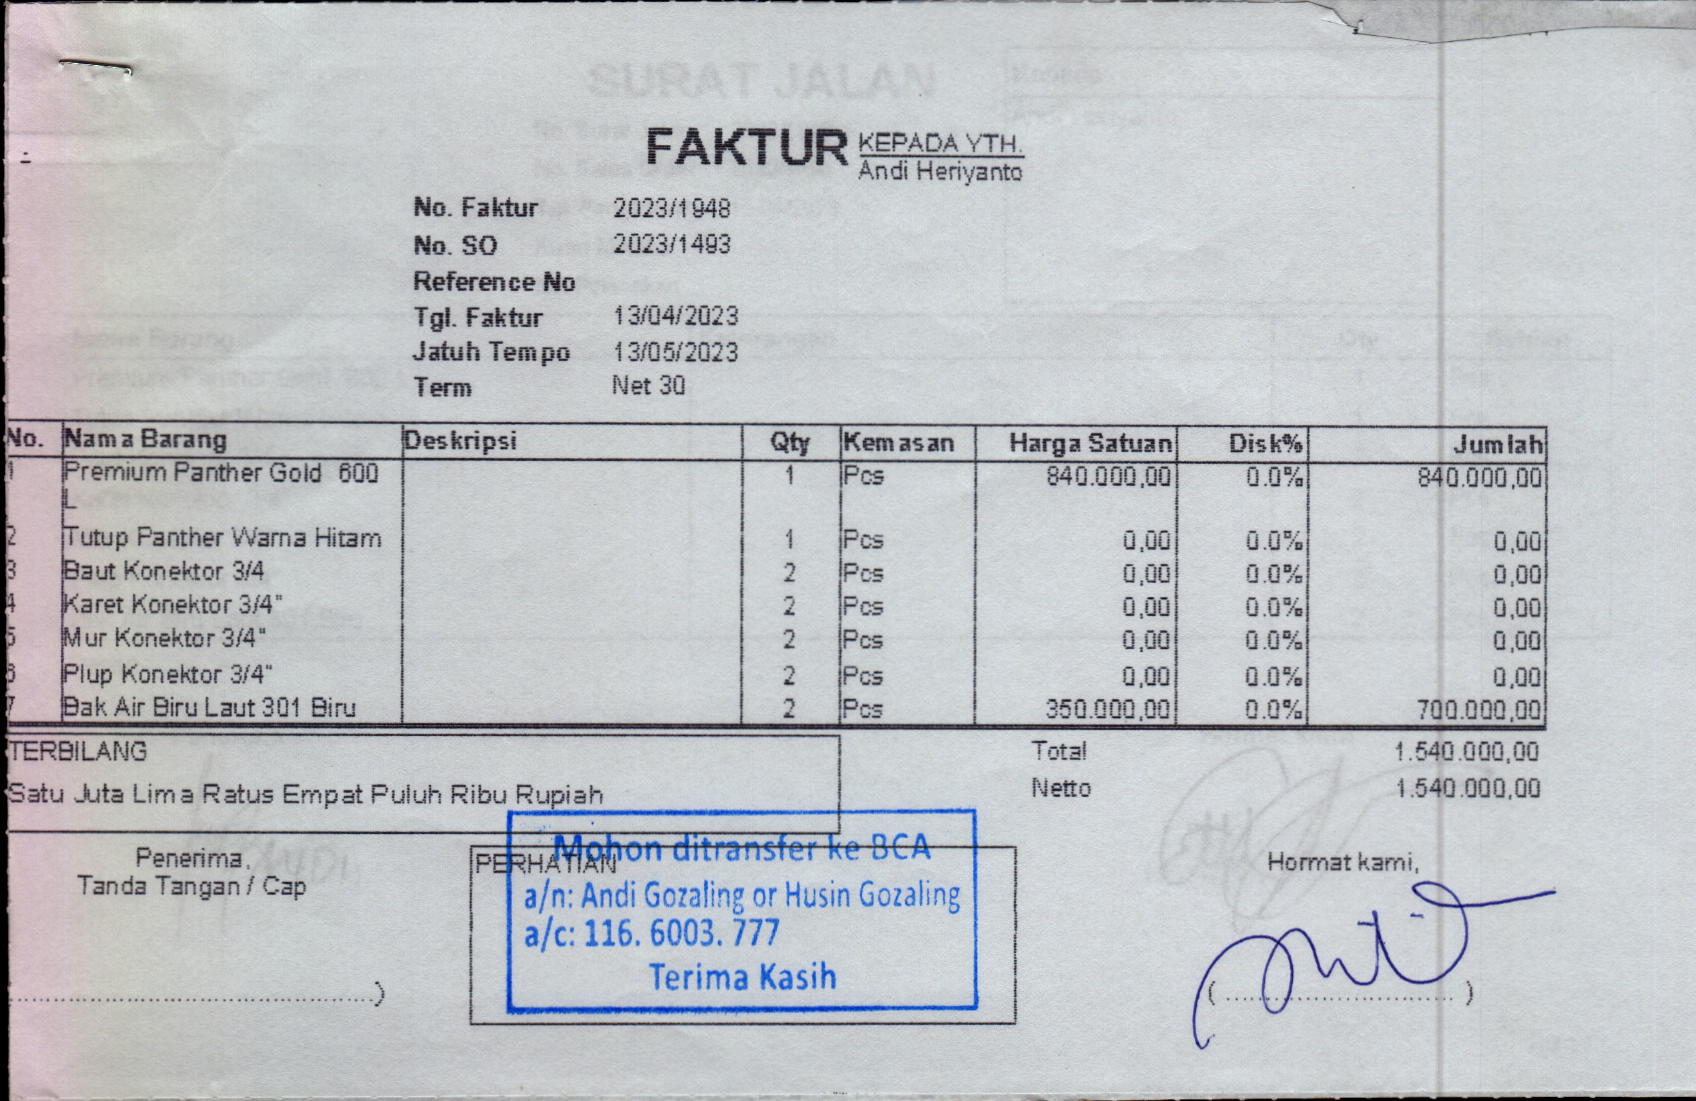 FAKTUR
KEPADA YTH.
Andi Heriyanto
No. Faktur 2023/1948
No. SO 2023/1493
Reference No
Tgl. Faktur 13/04/2023
Jatuh Tempo 13/05/2023
Term Net 30
No. Nama Barang Deskripsi Qty Kemasan Harga Satuan Disk% Jumlah
1 Premium Panther Gold 600 1 Pcs 840.000,00 0.0% 840.000,00
L
2 Tutup Panther Warna Hitam 1 Pcs 0,00 0.0% 0,00
3 Baut Konektor 3/4 2 Pcs 0,00 0.0% 0,00
4 Karet Konektor 3/4" 2 Pcs 0,00 0.0% 0,00
5 Mur Konektor 3/4" 2 Pcs 0,00 0.0% 0,00
6 Plup Konektor 3/4" 2 Pcs 0,00 0.0% 0,00
7 Bak Air Biru Laut 301 Biru 2 Pcs 350.000,00 0.0% 700.000,00
TERBILANG
Satu Juta Lima Ratus Empat Puluh Ribu Rupiah
Total 1.540.000,00
Netto 1.540.000,00
Penerima,
Tanda Tangan / Cap
PERHATIAN
Mohon ditransfer ke BCA
a/n: Andi Gozaling or Husin Gozaling
a/c: 116. 6003. 777
Terima Kasih
Hormat kami,
SURAT JALAN